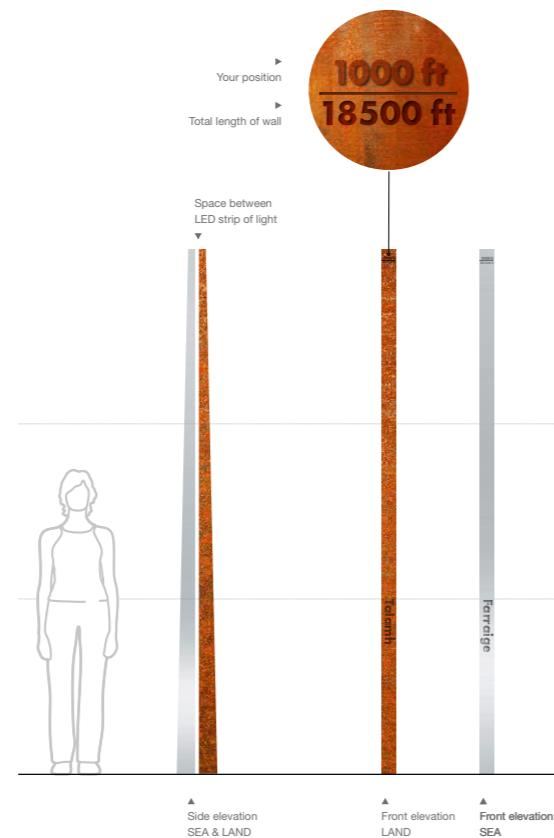 Your position
Total length of wall
1000 ft
18500 ft
Space between
LED strip of light
Talamh
Farraige
Side elevation
SEA & LAND
Front elevation
LAND
Front elevation
SEA